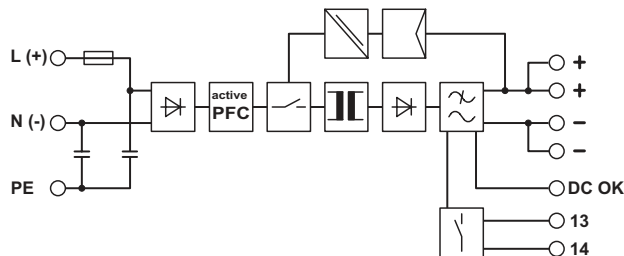 L (+)
N (-)
PE
active
PFC
+
+
−
−
DC OK
13
14